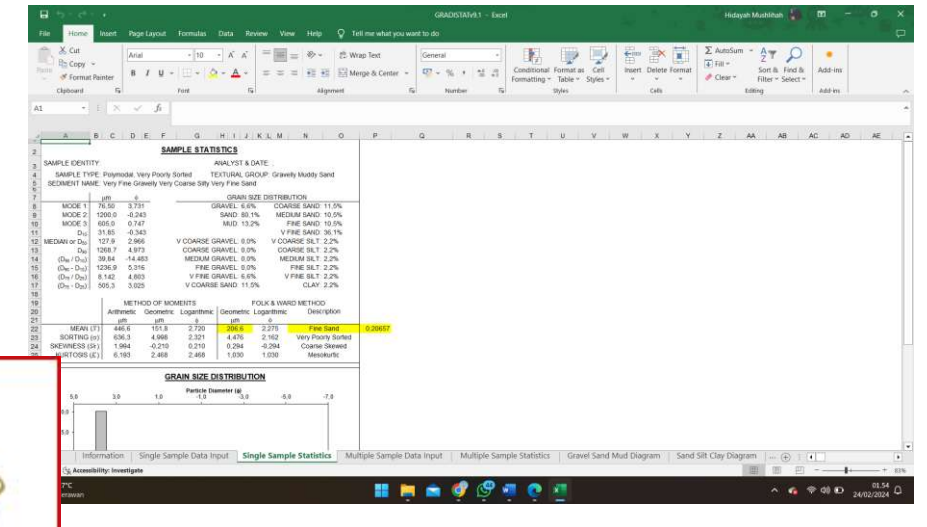 GRADISTATv9.1 - Excel
Hidayah Mushlihah
File Home Insert Page Layout Formulas Data Review View Help Tell me what you want to do
Cut
Copy
Format Painter
Clipboard
Arial 10
B I U
Font
Wrap Text
Merge & Center
Alignment
General
Number
Conditional Formatting
Format as Table
Cell Styles
Styles
Insert Delete Format
Cells
AutoSum
Fill
Clear
Sort & Filter
Find & Select
Editing
Add-ins
Add-ins
A1
A B C D E F G H I J K L M N O P Q R S T U V W X Y Z AA AB AC AD AE
SAMPLE STATISTICS
SAMPLE IDENTITY: ANALYST & DATE: ,
SAMPLE TYPE: Polymodal, Very Poorly Sorted TEXTURAL GROUP: Gravelly Muddy Sand
SEDIMENT NAME: Very Fine Gravelly Very Coarse Silty Very Fine Sand
µm ϕ GRAIN SIZE DISTRIBUTION
MODE 1: 76,50 3,731 GRAVEL: 6,6% COARSE SAND: 11,5%
MODE 2: 1200,0 -0,243 SAND: 80,1% MEDIUM SAND: 10,5%
MODE 3: 605,0 0,747 MUD: 13,2% FINE SAND: 10,5%
D10: 31,85 -0,343 V FINE SAND: 36,1%
MEDIAN or D50: 127,9 2,966 V COARSE GRAVEL: 0,0% V COARSE SILT: 2,2%
D90: 1268,7 4,973 COARSE GRAVEL: 0,0% COARSE SILT: 2,2%
(D90 / D10): 39,84 -14,483 MEDIUM GRAVEL: 0,0% MEDIUM SILT: 2,2%
(D90 - D10): 1236,9 5,316 FINE GRAVEL: 0,0% FINE SILT: 2,2%
(D75 / D25): 8,142 4,603 V FINE GRAVEL: 6,6% V FINE SILT: 2,2%
(D75 - D25): 505,3 3,025 V COARSE SAND: 11,5% CLAY: 2,2%
METHOD OF MOMENTS FOLK & WARD METHOD
Arithmetic Geometric Logarithmic Geometric Logarithmic Description
µm µm ϕ µm ϕ
MEAN 446,6 151,8 2,720 206,6 2,275 Fine Sand 0,20657
SORTING (σ): 636,3 4,998 2,321 4,476 2,162 Very Poorly Sorted
SKEWNESS (Sk): 1,994 -0,210 0,210 0,294 -0,294 Coarse Skewed
KURTOSIS 6,193 2,468 2,468 1,030 1,030 Mesokurtic
GRAIN SIZE DISTRIBUTION
Particle Diameter (ϕ)
5,0 3,0 1,0 -1,0 -3,0 -5,0 -7,0
Information Single Sample Data Input Single Sample Statistics Multiple Sample Data Input Multiple Sample Statistics Gravel Sand Mud Diagram Sand Silt Clay Diagram ...
Accessibility: Investigate
83%
01.54
24/02/2024